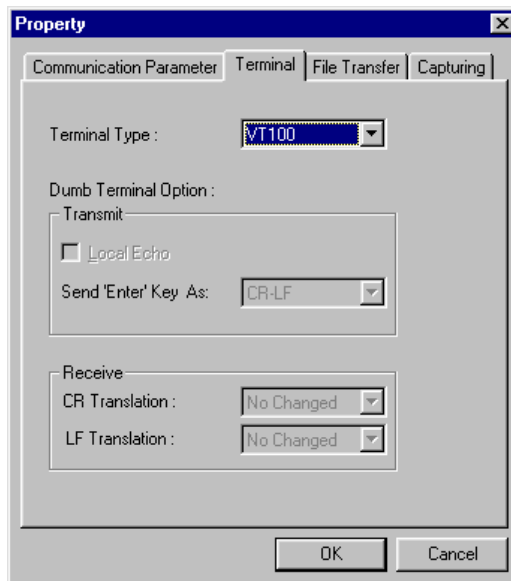 Property
Communication Parameter Terminal File Transfer Capturing
Terminal Type : VT100
Dumb Terminal Option :
Transmit
Local Echo
Send 'Enter' Key As: CR-LF
Receive
CR Translation : No Changed
LF Translation : No Changed
OK Cancel